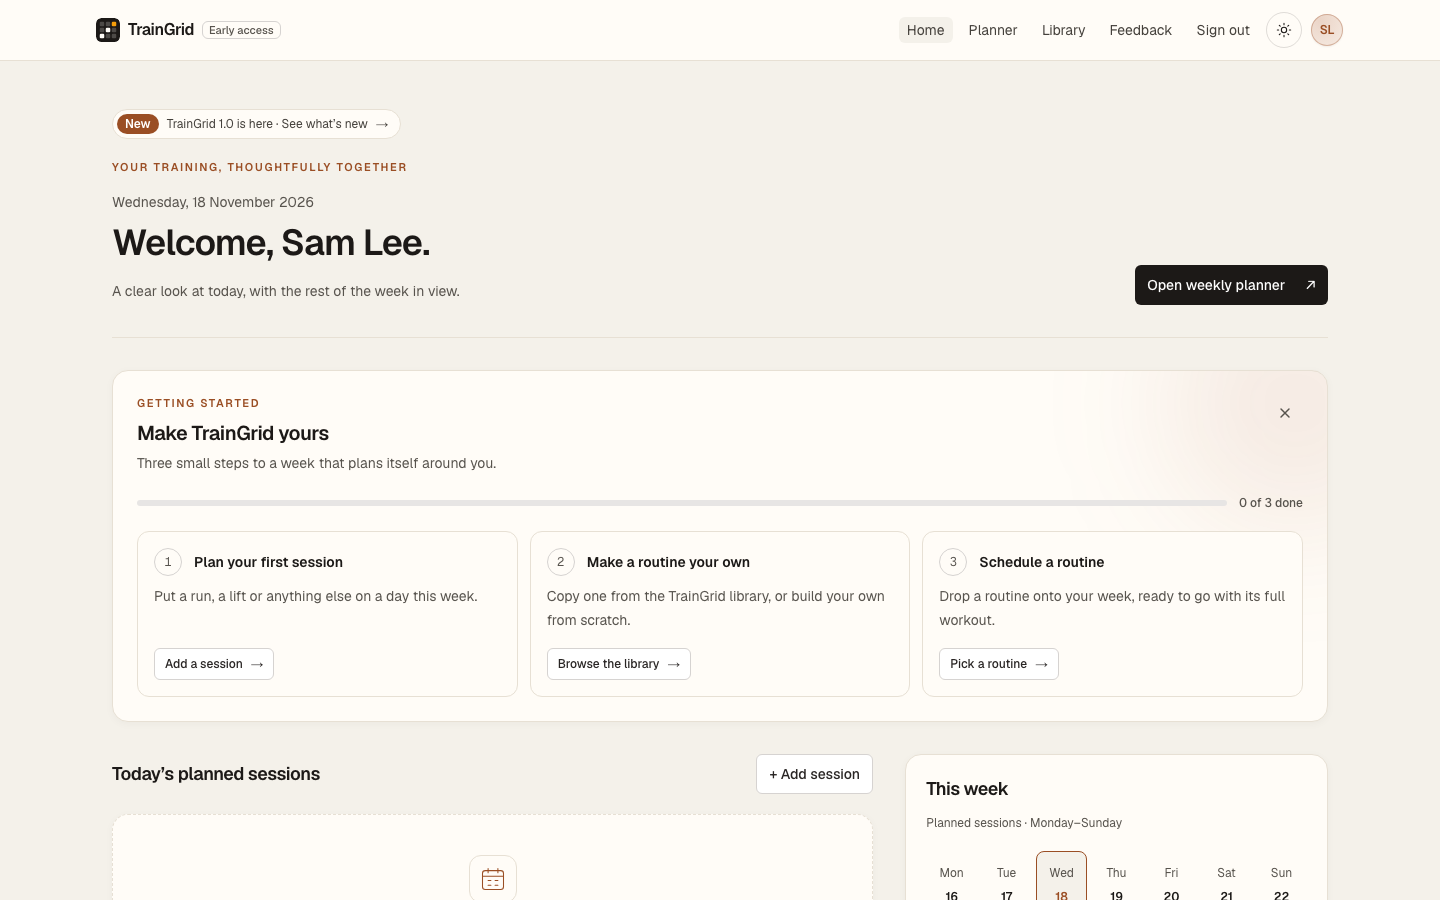 TrainGrid
Early access
Home
Planner
Library
Feedback
Sign out
SL
New
TrainGrid 1.0 is here · See what’s new →
YOUR TRAINING, THOUGHTFULLY TOGETHER
Wednesday, 18 November 2026
Welcome, Sam Lee.
A clear look at today, with the rest of the week in view.
Open weekly planner ↗
GETTING STARTED
Make TrainGrid yours
Three small steps to a week that plans itself around you.
0 of 3 done
1 Plan your first session
Put a run, a lift or anything else on a day this week.
Add a session →
2 Make a routine your own
Copy one from the TrainGrid library, or build your own
from scratch.
Browse the library →
3 Schedule a routine
Drop a routine onto your week, ready to go with its full
workout.
Pick a routine →
Today’s planned sessions
+ Add session
This week
Planned sessions · Monday–Sunday
Mon Tue Wed Thu Fri Sat Sun
16 17 18 19 20 21 22